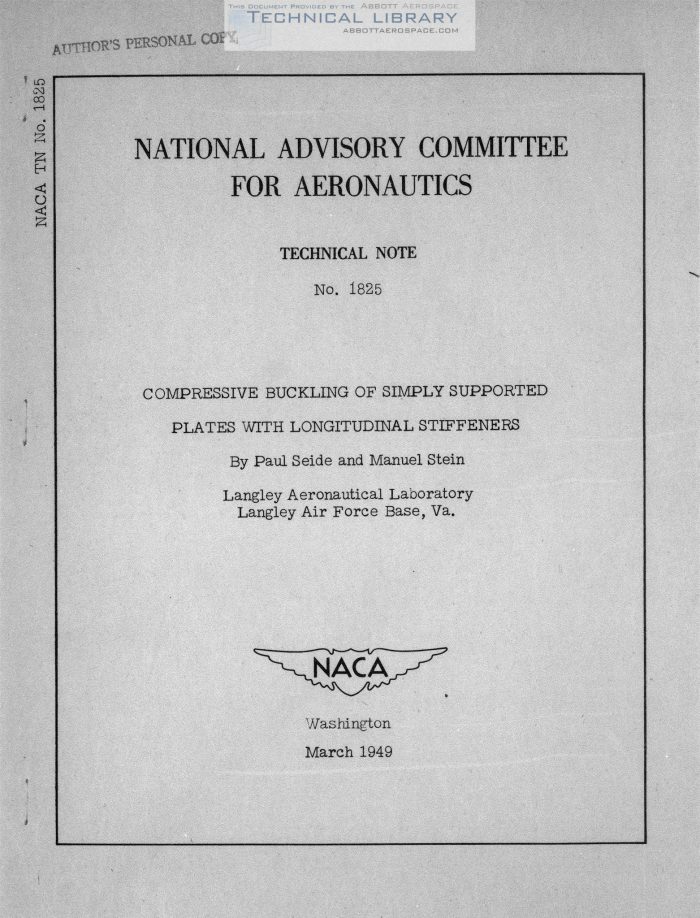 THIS DOCUMENT PROVIDED BY THE ABBOTT AEROSPACE
TECHNICAL LIBRARY
ABBOTTAEROSPACE.COM
AUTHOR'S PERSONAL COPY
NACA TN No. 1825
NATIONAL ADVISORY COMMITTEE
FOR AERONAUTICS
TECHNICAL NOTE
No. 1825
COMPRESSIVE BUCKLING OF SIMPLY SUPPORTED
PLATES WITH LONGITUDINAL STIFFENERS
By Paul Seide and Manuel Stein
Langley Aeronautical Laboratory
Langley Air Force Base, Va.
NACA
Washington
March 1949